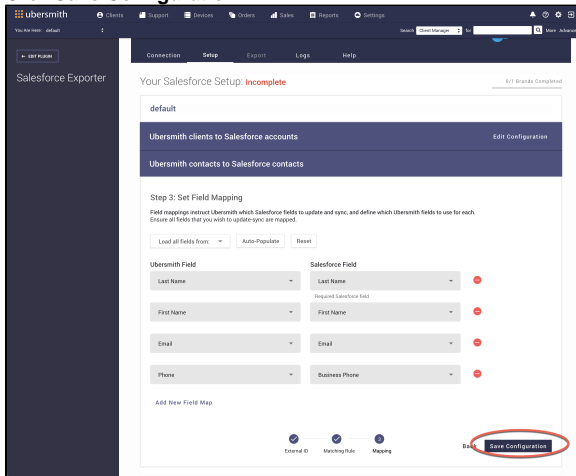 ubersmith
Clients
Support
Devices
Orders
Sales
Reports
Settings
You Are Here: default
Search Client Manager for
More Advanced
← EDIT PLUGIN
Salesforce Exporter
Connection Setup Export Logs Help
Your Salesforce Setup: Incomplete
0/1 Brands Completed
default
Ubersmith clients to Salesforce accounts
Edit Configuration
Ubersmith contacts to Salesforce contacts
Step 3: Set Field Mapping
Field mappings instruct Ubersmith which Salesforce fields to update and sync, and define which Ubersmith fields to use for each.
Ensure all fields that you wish to update-sync are mapped.
Load all fields from: Auto-Populate Reset
Ubersmith Field Salesforce Field
Last Name Last Name
Required Salesforce field
First Name First Name
Email Email
Phone Business Phone
Add New Field Map
3
External ID Matching Rule Mapping
Back Save Configuration